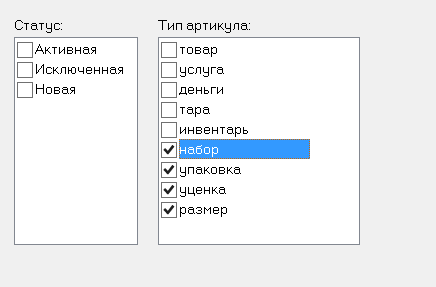 Статус:
Активная
Исключенная
Новая
Тип артикула:
товар
услуга
деньги
тара
инвентарь
набор
упаковка
уценка
размер